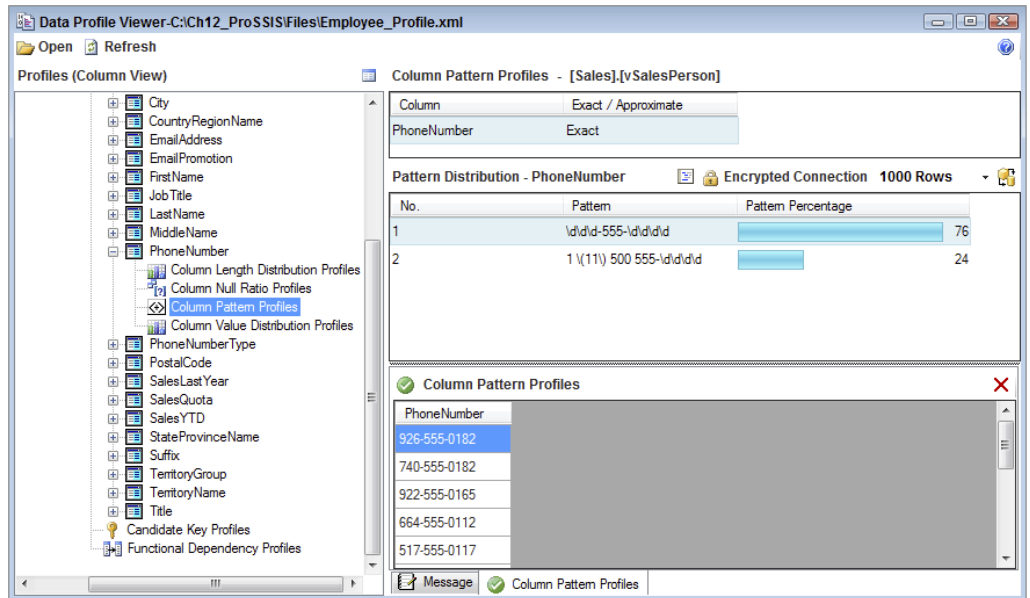 Data Profile Viewer-C:\Ch12_ProSSIS\Files\Employee_Profile.xml
Open Refresh
Profiles (Column View)
City
CountryRegionName
EmailAddress
EmailPromotion
FirstName
JobTitle
LastName
MiddleName
PhoneNumber
Column Length Distribution Profiles
Column Null Ratio Profiles
Column Pattern Profiles
Column Value Distribution Profiles
PhoneNumberType
PostalCode
SalesLastYear
SalesQuota
SalesYTD
StateProvinceName
Suffix
TerritoryGroup
TerritoryName
Title
Candidate Key Profiles
Functional Dependency Profiles
Column Pattern Profiles - [Sales].[vSalesPerson]
Column Exact / Approximate
PhoneNumber Exact
Pattern Distribution - PhoneNumber Encrypted Connection 1000 Rows
No. Pattern Pattern Percentage
1 \d\d\d-555-\d\d\d\d 76
2 1 \(11\) 500 555-\d\d\d\d 24
Column Pattern Profiles
PhoneNumber
926-555-0182
740-555-0182
922-555-0165
664-555-0112
517-555-0117
Message Column Pattern Profiles